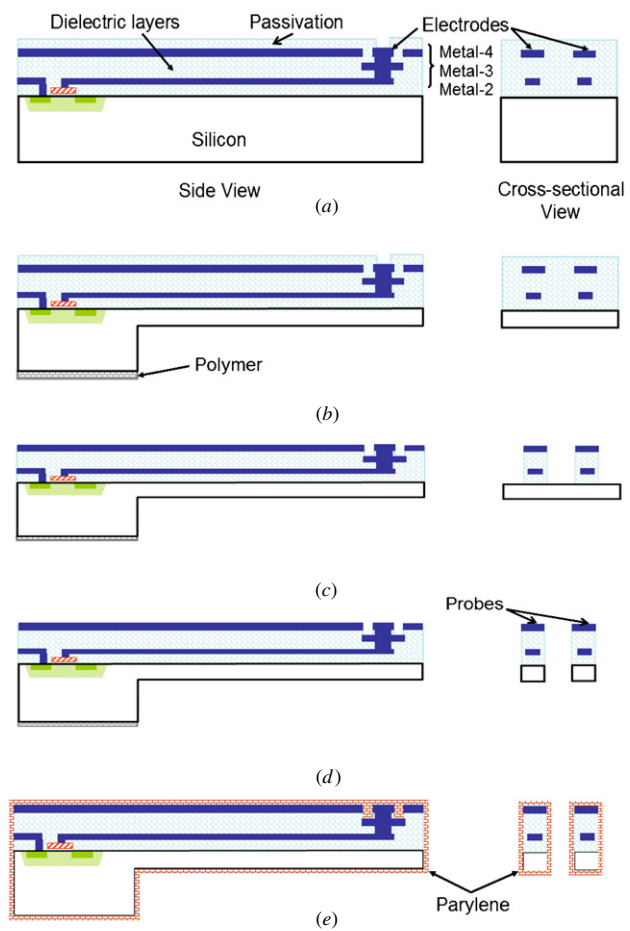 Dielectric layers
Passivation
Electrodes
Metal-4
Metal-3
Metal-2
Silicon
Side View
Cross-sectional
View
(a)
Polymer
(b)
(c)
Probes
(d)
Parylene
(e)